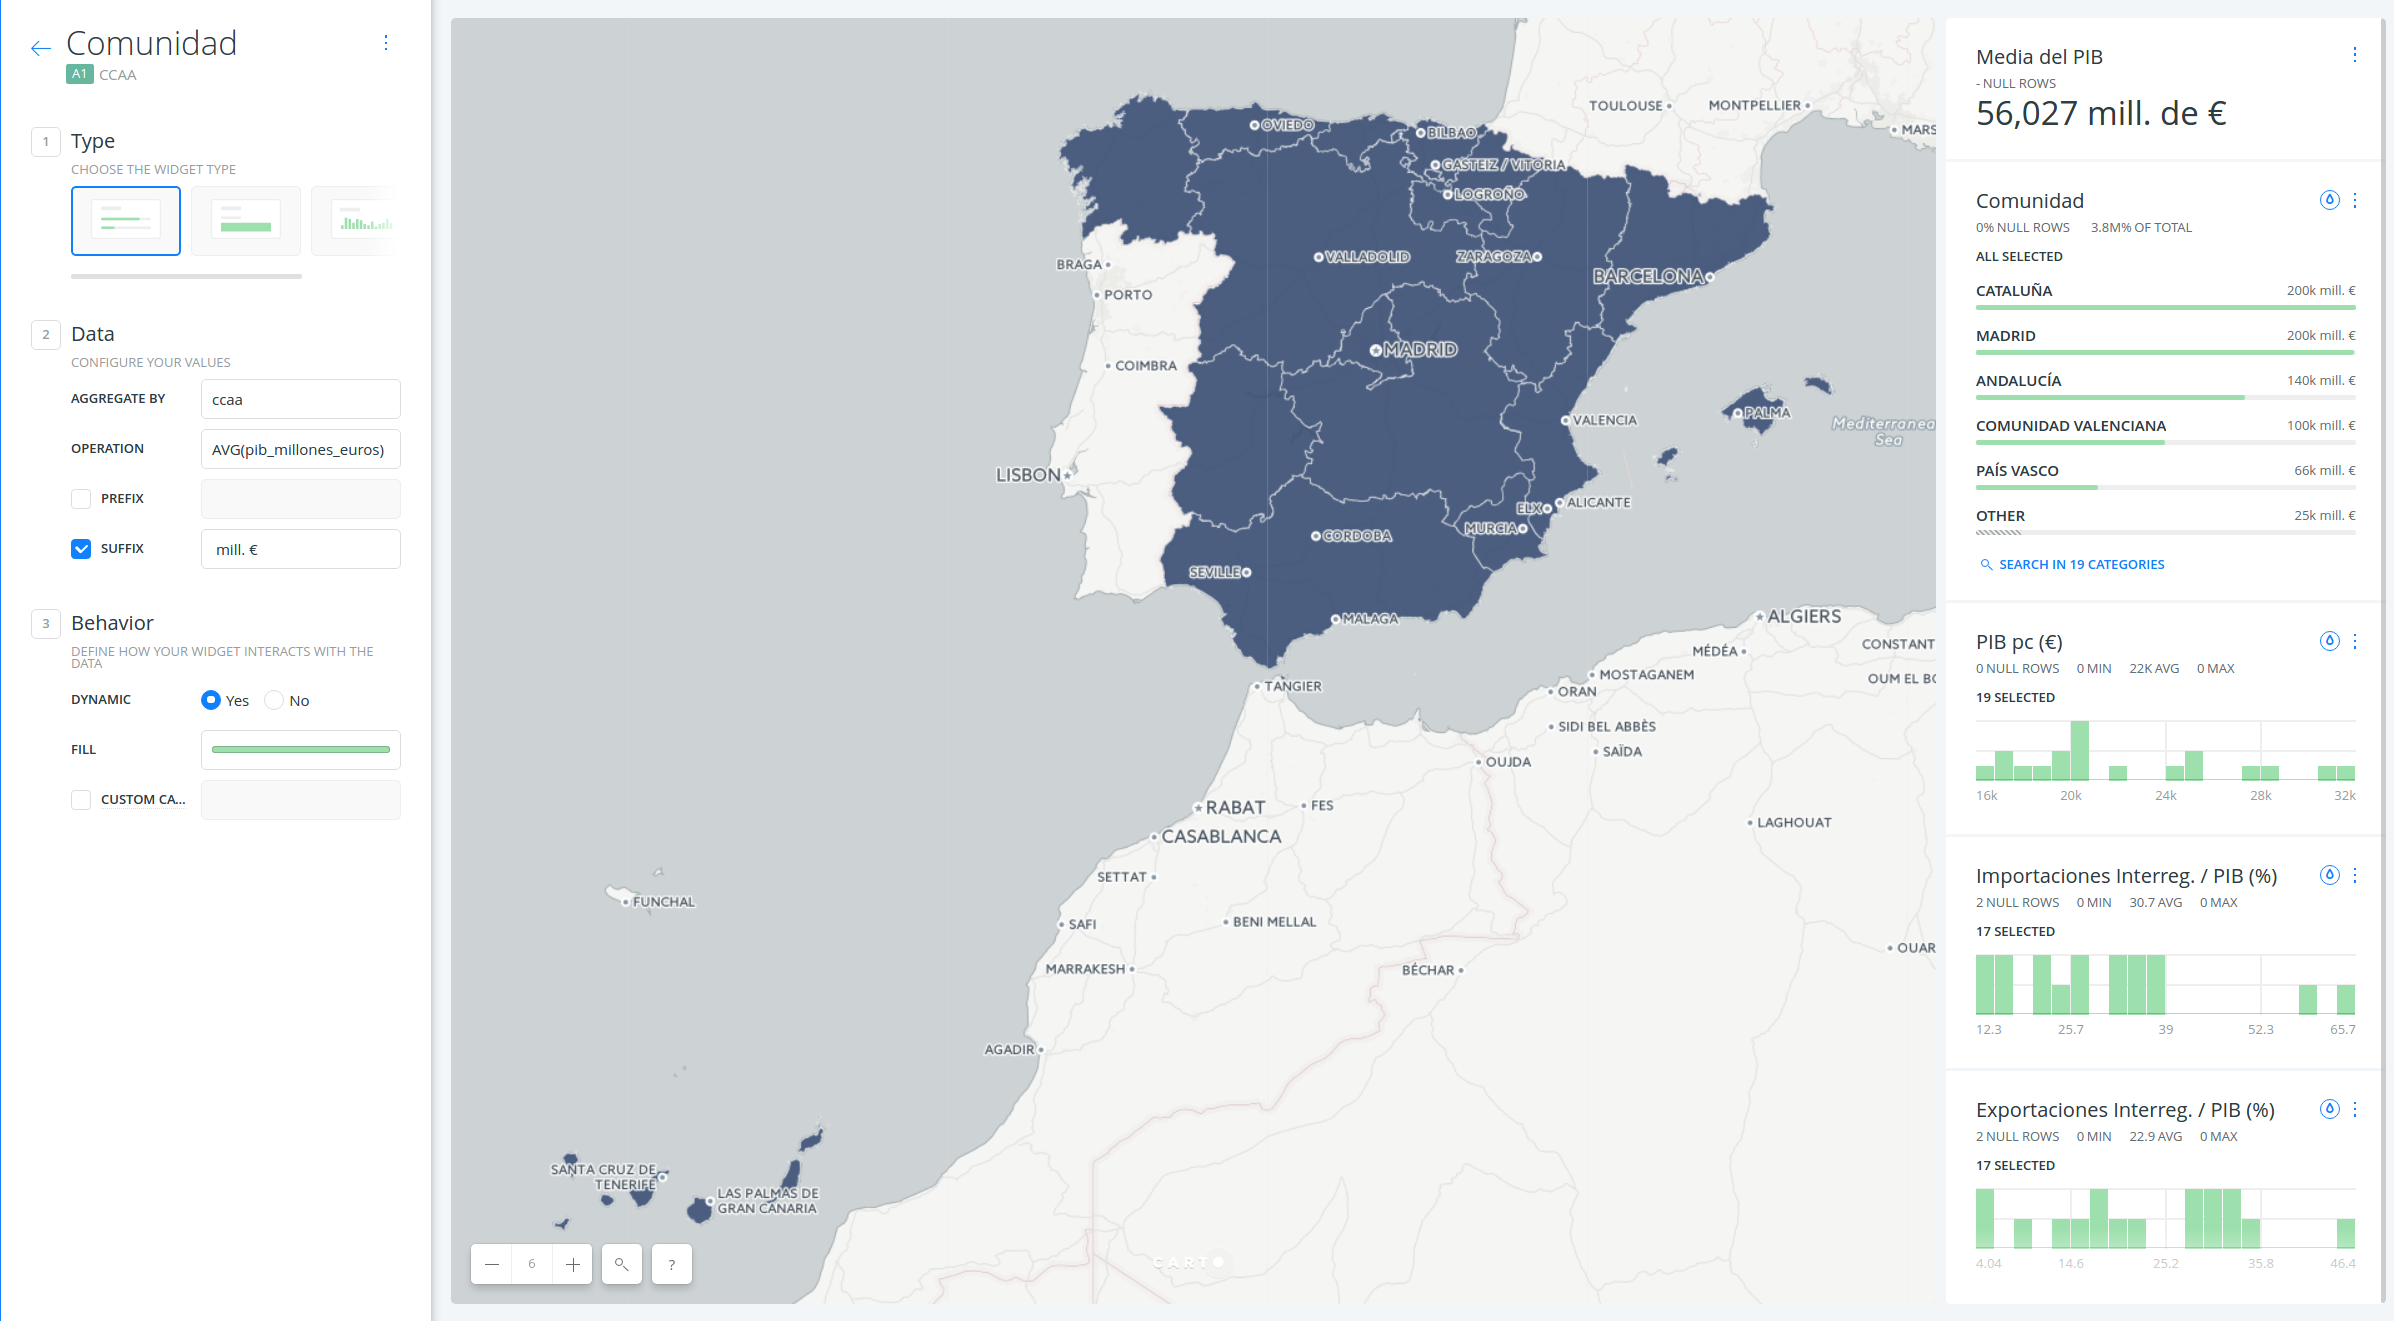 Comunidad
A1 CCAA
1 Type
CHOOSE THE WIDGET TYPE
2 Data
CONFIGURE YOUR VALUES
AGGREGATE BY ccaa
OPERATION AVG(pib_millones_euros)
PREFIX
SUFFIX mill. €
3 Behavior
DEFINE HOW YOUR WIDGET INTERACTS WITH THE
DATA
DYNAMIC Yes No
FILL
CUSTOM CA...
TOULOUSE
MONTPELLIER
MARS
OVIEDO
BILBAO
GASTEIZ / VITORIA
LOGROÑO
VALLADOLID
ZARAGOZA
BARCELONA
BRAGA
PORTO
MADRID
COIMBRA
PALMA
Mediterranea
Sea
VALENCIA
LISBON
ALICANTE
ELX
MURCIA
CORDOBA
SEVILLE
MALAGA
ALGIERS
CONSTANT
MÉDÉA
MOSTAGANEM
OUM EL BO
TANGIER
ORAN
SIDI BEL ABBÈS
SAÏDA
OUJDA
RABAT
FES
CASABLANCA
LAGHOUAT
SETTAT
FUNCHAL
SAFI
BENI MELLAL
OUAR
MARRAKESH
BÉCHAR
AGADIR
SANTA CRUZ DE
TENERIFE
LAS PALMAS DE
GRAN CANARIA
6
?
CARTO
Media del PIB
- NULL ROWS
56,027 mill. de €
Comunidad
0% NULL ROWS 3.8M% OF TOTAL
ALL SELECTED
CATALUÑA 200k mill. €
MADRID 200k mill. €
ANDALUCÍA 140k mill. €
COMUNIDAD VALENCIANA 100k mill. €
PAÍS VASCO 66k mill. €
OTHER 25k mill. €
SEARCH IN 19 CATEGORIES
PIB pc (€)
0 NULL ROWS 0 MIN 22K AVG 0 MAX
19 SELECTED
16k 20k 24k 28k 32k
Importaciones Interreg. / PIB (%)
2 NULL ROWS 0 MIN 30.7 AVG 0 MAX
17 SELECTED
12.3 25.7 39 52.3 65.7
Exportaciones Interreg. / PIB (%)
2 NULL ROWS 0 MIN 22.9 AVG 0 MAX
17 SELECTED
4.04 14.6 25.2 35.8 46.4